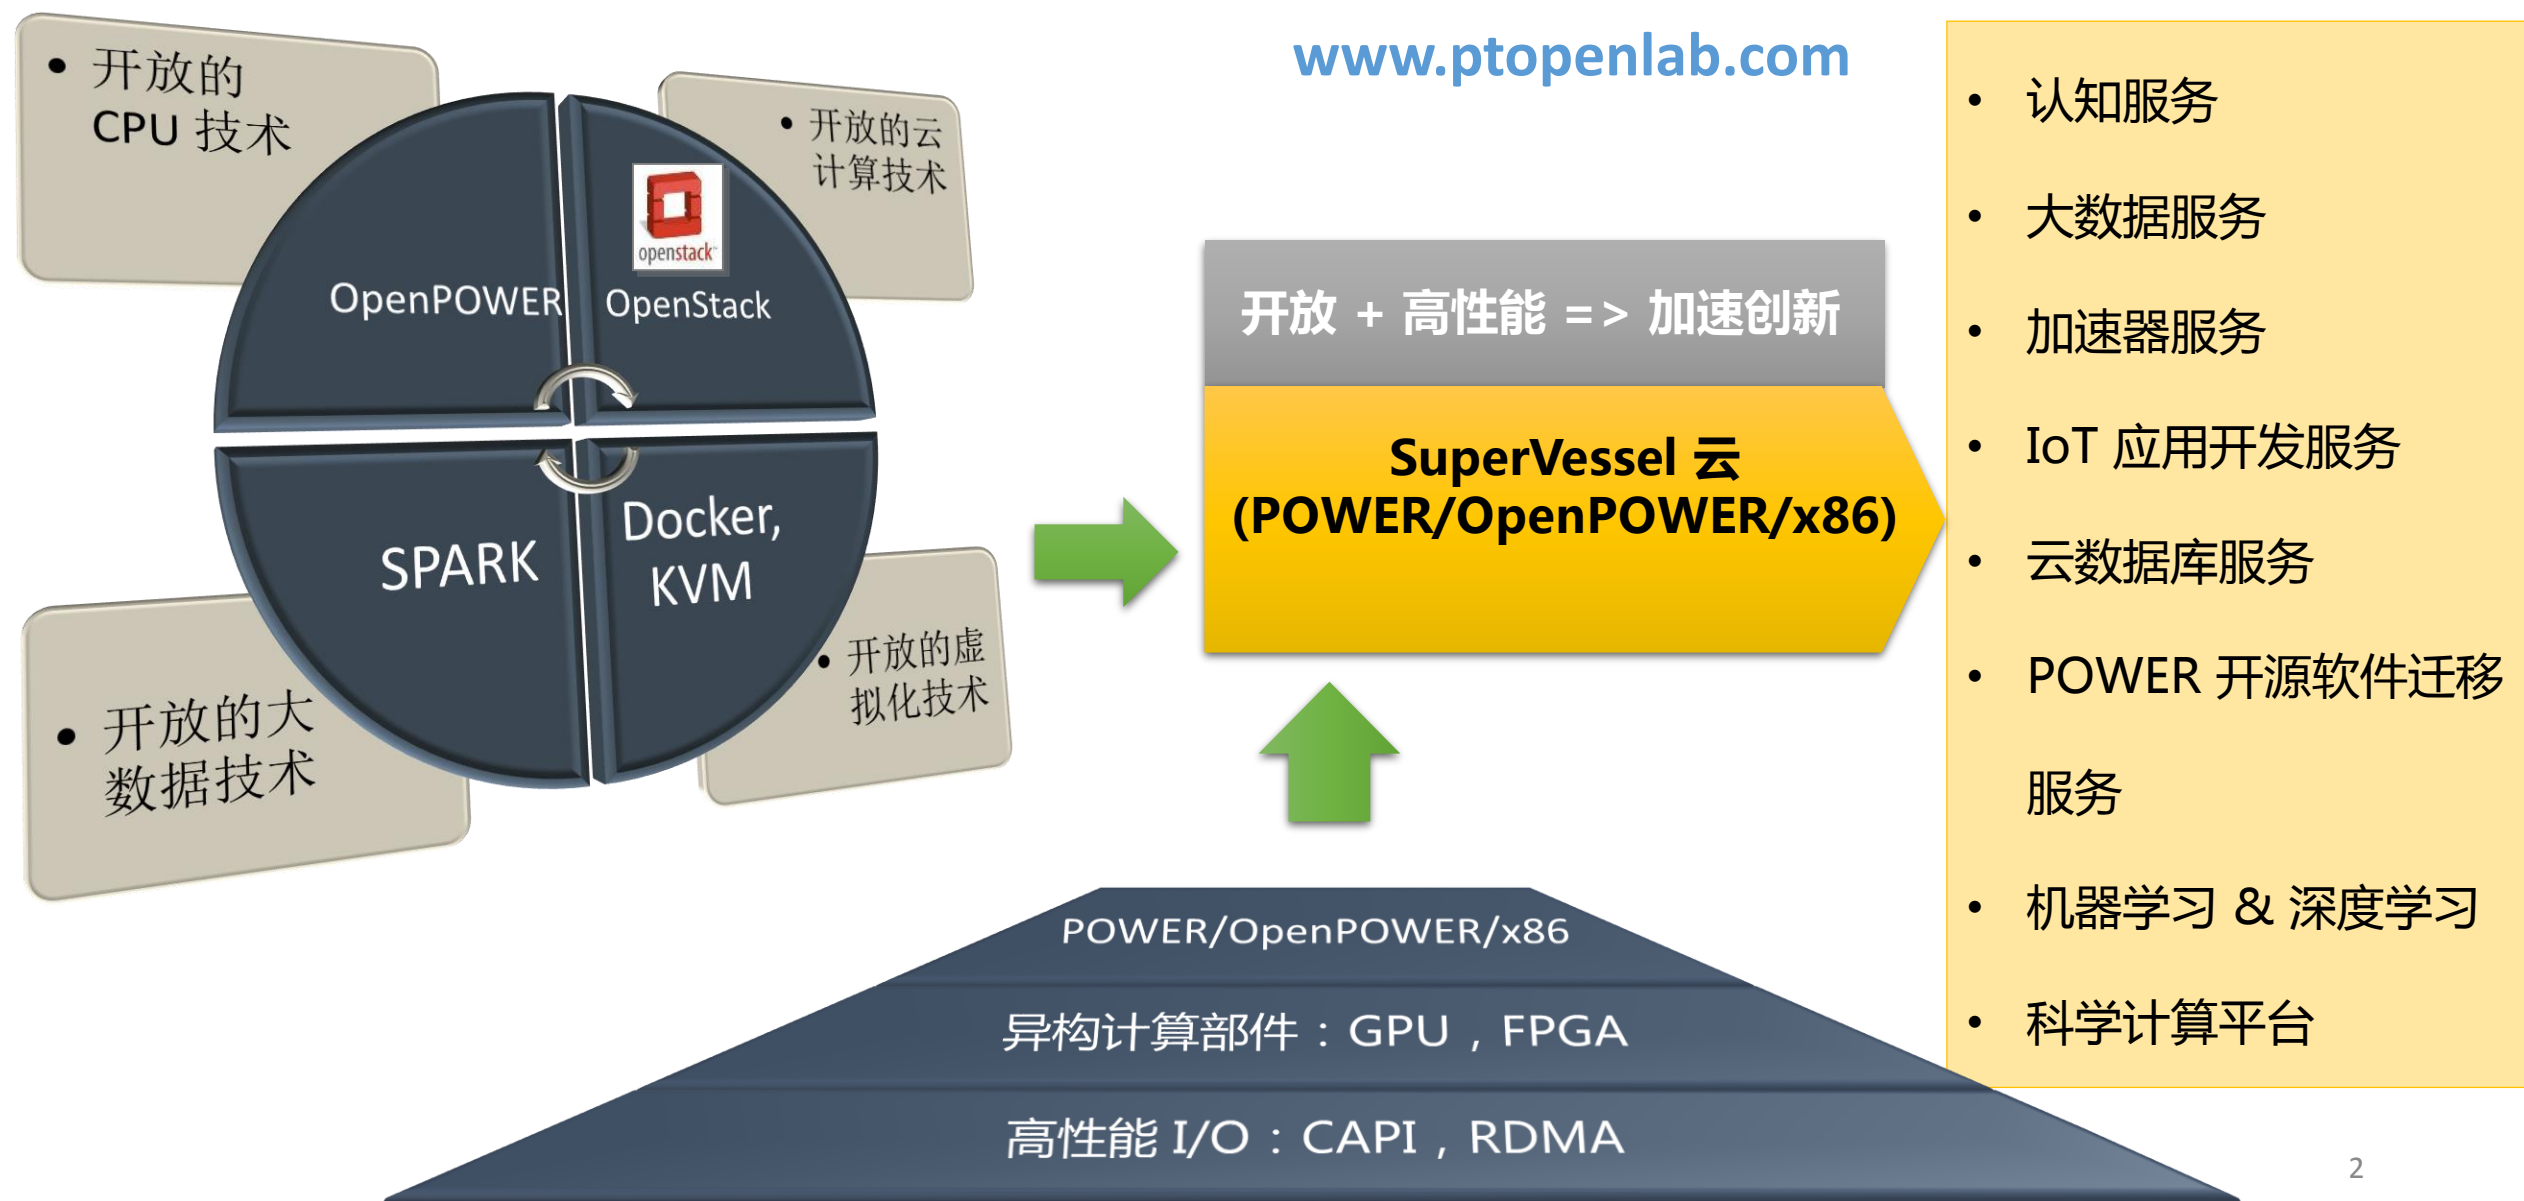 • 开放的
CPU 技术
• 开放的云
计算技术
openstack
OpenPOWER
OpenStack
SPARK
Docker,
KVM
• 开放的大
数据技术
• 开放的虚
拟化技术
www.ptopenlab.com
开放 + 高性能 => 加速创新
SuperVessel 云
(POWER/OpenPOWER/x86)
POWER/OpenPOWER/x86
异构计算部件：GPU，FPGA
高性能 I/O：CAPI，RDMA
• 认知服务
• 大数据服务
• 加速器服务
• IoT 应用开发服务
• 云数据库服务
• POWER 开源软件迁移
服务
• 机器学习 & 深度学习
• 科学计算平台
2